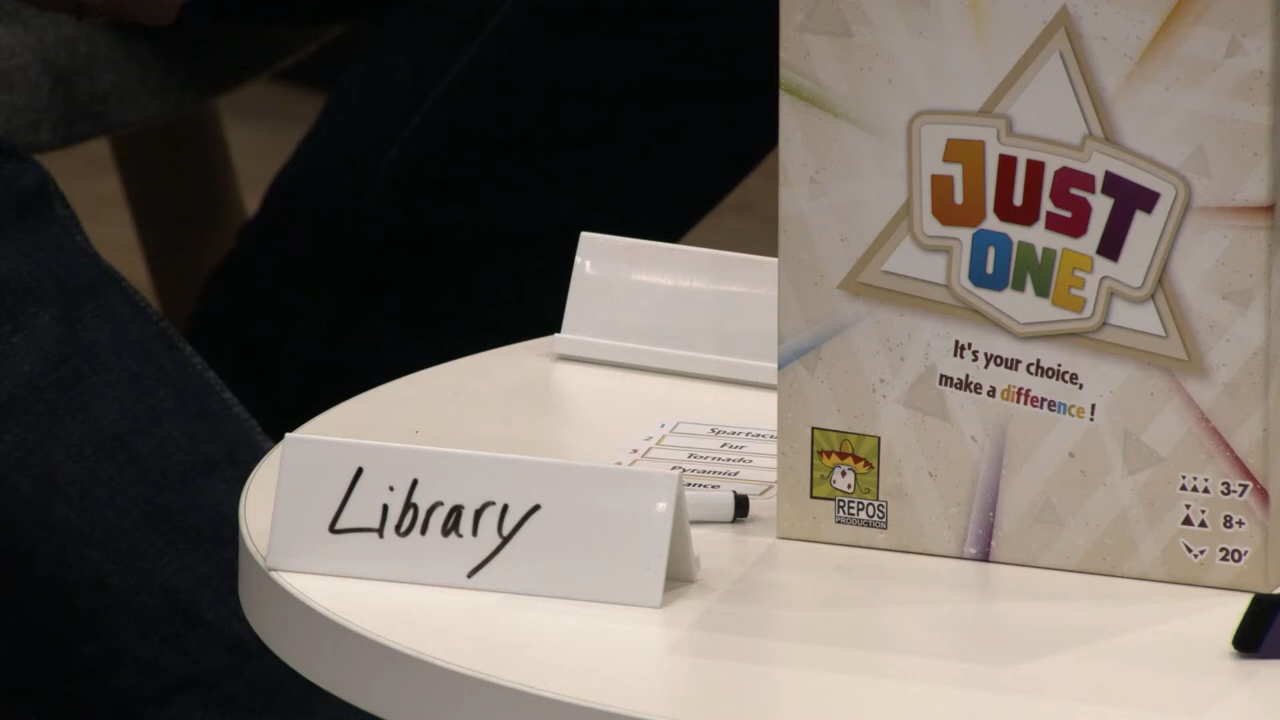 JUST
ONE
It's your choice,
make a difference !
REPOS
PRODUCTION
3-7
8+
20'
1
2
3
Fur
Tornado
Pyramid
Library